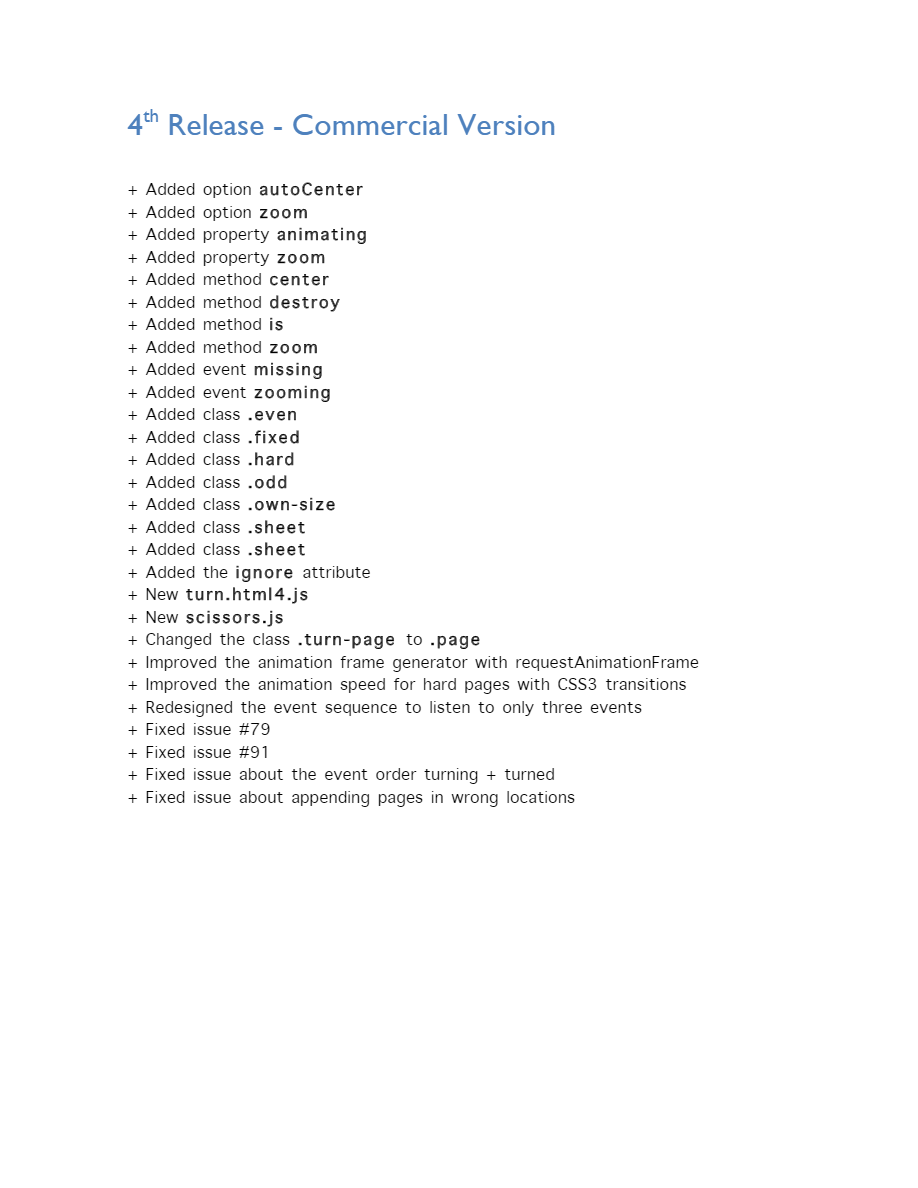 4th Release - Commercial Version
+ Added option autoCenter
+ Added option zoom
+ Added property animating
+ Added property zoom
+ Added method center
+ Added method destroy
+ Added method is
+ Added method zoom
+ Added event missing
+ Added event zooming
+ Added class .even
+ Added class .fixed
+ Added class .hard
+ Added class .odd
+ Added class .own-size
+ Added class .sheet
+ Added class .sheet
+ Added the ignore attribute
+ New turn.html4.js
+ New scissors.js
+ Changed the class .turn-page to .page
+ Improved the animation frame generator with requestAnimationFrame
+ Improved the animation speed for hard pages with CSS3 transitions
+ Redesigned the event sequence to listen to only three events
+ Fixed issue #79
+ Fixed issue #91
+ Fixed issue about the event order turning + turned
+ Fixed issue about appending pages in wrong locations